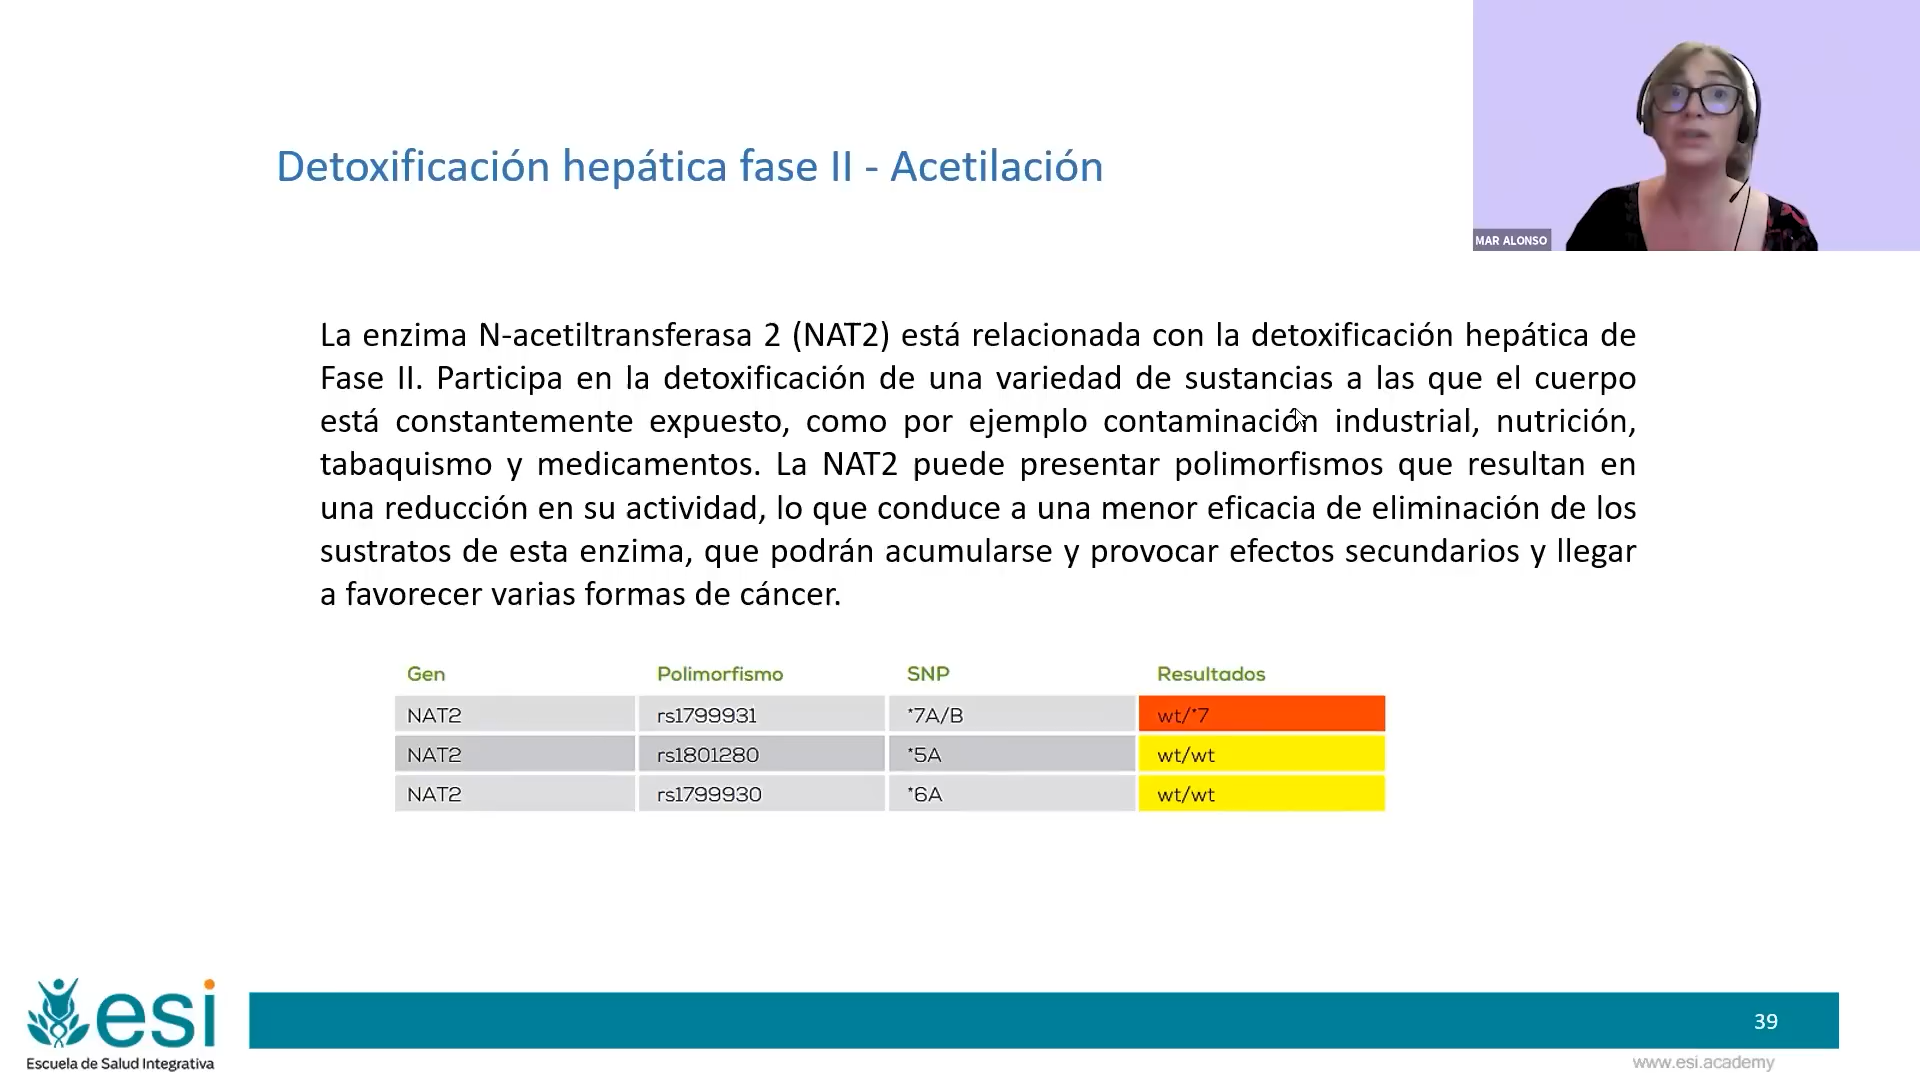 MAR ALONSO
Detoxificación hepática fase II - Acetilación
La enzima N-acetiltransferasa 2 (NAT2) está relacionada con la detoxificación hepática de
Fase II. Participa en la detoxificación de una variedad de sustancias a las que el cuerpo
está constantemente expuesto, como por ejemplo contaminación industrial, nutrición,
tabaquismo y medicamentos. La NAT2 puede presentar polimorfismos que resultan en
una reducción en su actividad, lo que conduce a una menor eficacia de eliminación de los
sustratos de esta enzima, que podrán acumularse y provocar efectos secundarios y llegar
a favorecer varias formas de cáncer.
Gen Polimorfismo SNP Resultados
NAT2 rs1799931 *7A/B wt/*7
NAT2 rs1801280 *5A wt/wt
NAT2 rs1799930 *6A wt/wt
esi
Escuela de Salud Integrativa
39
www.esi.academy